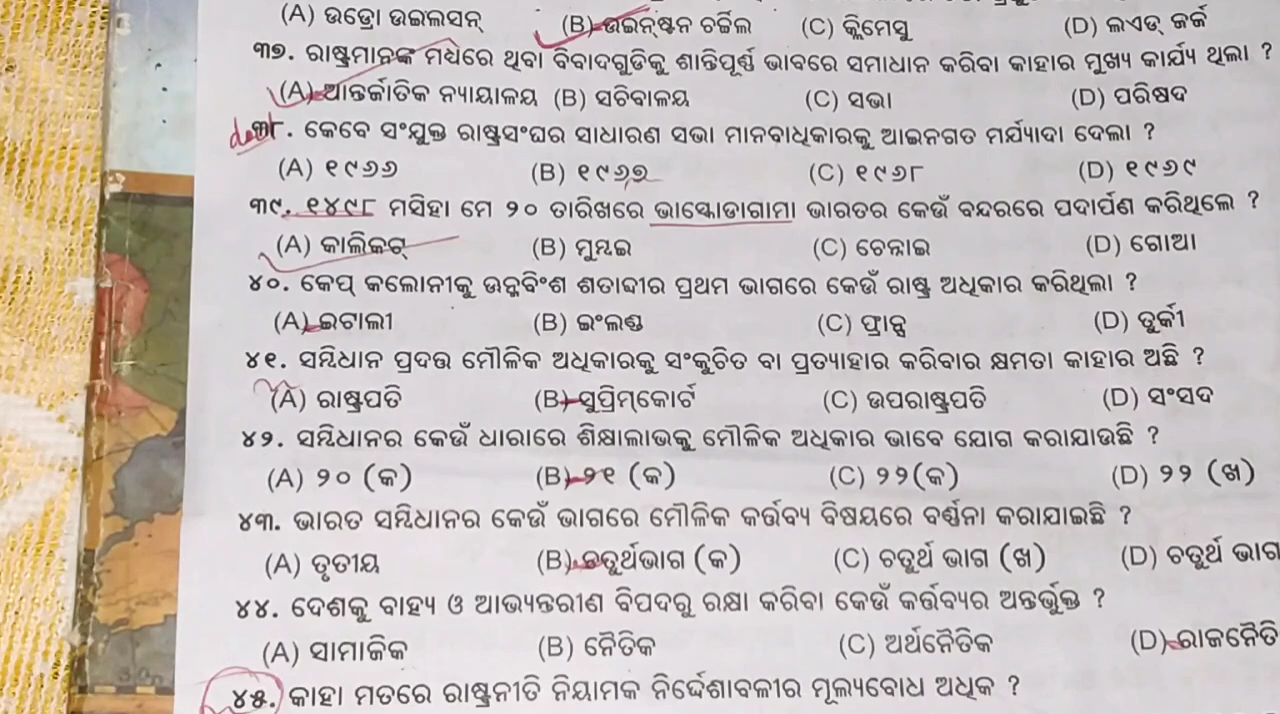 (A) ଉଡ୍ରୋ ଉଇଲସନ୍ (B) ଉଇନ୍‌ଷ୍ଟନ ଚର୍ଚ୍ଚିଲ (C) କ୍ଲିମେସୁ (D) ଲଏଡ୍ ଜର୍ଜ
୩୭. ରାଷ୍ଟ୍ରମାନଙ୍କ ମଧ୍ୟରେ ଥିବା ବିବାଦଗୁଡିକୁ ଶାନ୍ତିପୂର୍ଣ୍ଣ ଭାବରେ ସମାଧାନ କରିବା କାହାର ମୁଖ୍ୟ କାର୍ଯ୍ୟ ଥିଲା ?
(A) ଆନ୍ତର୍ଜାତିକ ନ୍ୟାୟାଳୟ (B) ସଚିବାଳୟ (C) ସଭା (D) ପରିଷଦ
୩୮. କେବେ ସଂଯୁକ୍ତ ରାଷ୍ଟ୍ରସଂଘର ସାଧାରଣ ସଭା ମାନବାଧିକାରକୁ ଆଇନଗତ ମର୍ଯ୍ୟାଦା ଦେଲା ?
(A) ୧୯୬୬ (B) ୧୯୬୭ (C) ୧୯୬୮ (D) ୧୯୬୯
୩୯. ୧୪୯୮ ମସିହା ମେ ୨୦ ତାରିଖରେ ଭାସ୍କୋଡାଗାମା ଭାରତର କେଉଁ ବନ୍ଦରରେ ପଦାର୍ପଣ କରିଥିଲେ ?
(A) କାଲିକଟ୍ (B) ମୁମ୍ବଇ (C) ଚେନ୍ନାଇ (D) ଗୋଆ
୪୦. କେପ୍ କଲୋନୀକୁ ଊନବିଂଶ ଶତାବ୍ଦୀର ପ୍ରଥମ ଭାଗରେ କେଉଁ ରାଷ୍ଟ୍ର ଅଧିକାର କରିଥିଲା ?
(A) ଇଟାଲୀ (B) ଇଂଲଣ୍ଡ (C) ଫ୍ରାନ୍ସ (D) ତୁର୍କୀ
୪୧. ସମ୍ବିଧାନ ପ୍ରଦତ୍ତ ମୌଳିକ ଅଧିକାରକୁ ସଂକୁଚିତ ବା ପ୍ରତ୍ୟାହାର କରିବାର କ୍ଷମତା କାହାର ଅଛି ?
(A) ରାଷ୍ଟ୍ରପତି (B) ସୁପ୍ରିମ୍‌କୋର୍ଟ (C) ଉପରାଷ୍ଟ୍ରପତି (D) ସଂସଦ
୪୨. ସମ୍ବିଧାନର କେଉଁ ଧାରାରେ ଶିକ୍ଷାଲାଭକୁ ମୌଳିକ ଅଧିକାର ଭାବେ ଯୋଗ କରାଯାଉଛି ?
(A) ୨୦ (କ) (B) ୨୧ (କ) (C) ୨୨(କ) (D) ୨୨ (ଖ)
୪୩. ଭାରତ ସମ୍ବିଧାନର କେଉଁ ଭାଗରେ ମୌଳିକ କର୍ତ୍ତବ୍ୟ ବିଷୟରେ ବର୍ଣ୍ଣନା କରାଯାଇଛି ?
(A) ତୃତୀୟ (B) ଚତୁର୍ଥଭାଗ (କ) (C) ଚତୁର୍ଥ ଭାଗ (ଖ) (D) ଚତୁର୍ଥ ଭାଗ
୪୪. ଦେଶକୁ ବାହ୍ୟ ଓ ଆଭ୍ୟନ୍ତରୀଣ ବିପଦରୁ ରକ୍ଷା କରିବା କେଉଁ କର୍ତ୍ତବ୍ୟର ଅନ୍ତର୍ଭୁକ୍ତ ?
(A) ସାମାଜିକ (B) ନୈତିକ (C) ଅର୍ଥନୈତିକ (D) ରାଜନୈତି
୪୫. କାହା ମତରେ ରାଷ୍ଟ୍ରନୀତି ନିୟାମକ ନିର୍ଦ୍ଦେଶାବଳୀର ମୂଲ୍ୟବୋଧ ଅଧିକ ?